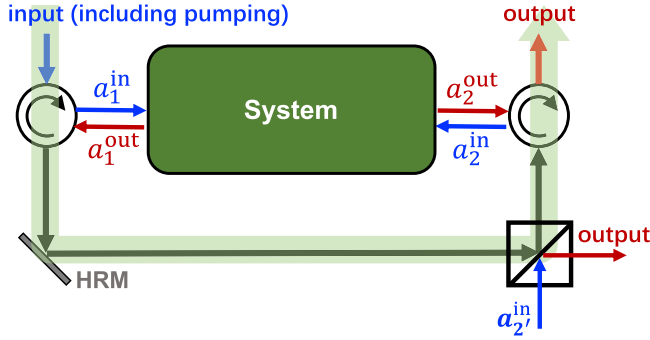 input (including pumping)
output
a₁ⁱⁿ
a₂ᵒᵘᵗ
System
a₁ᵒᵘᵗ
a₂ⁱⁿ
output
HRM
a₂′ⁱⁿ